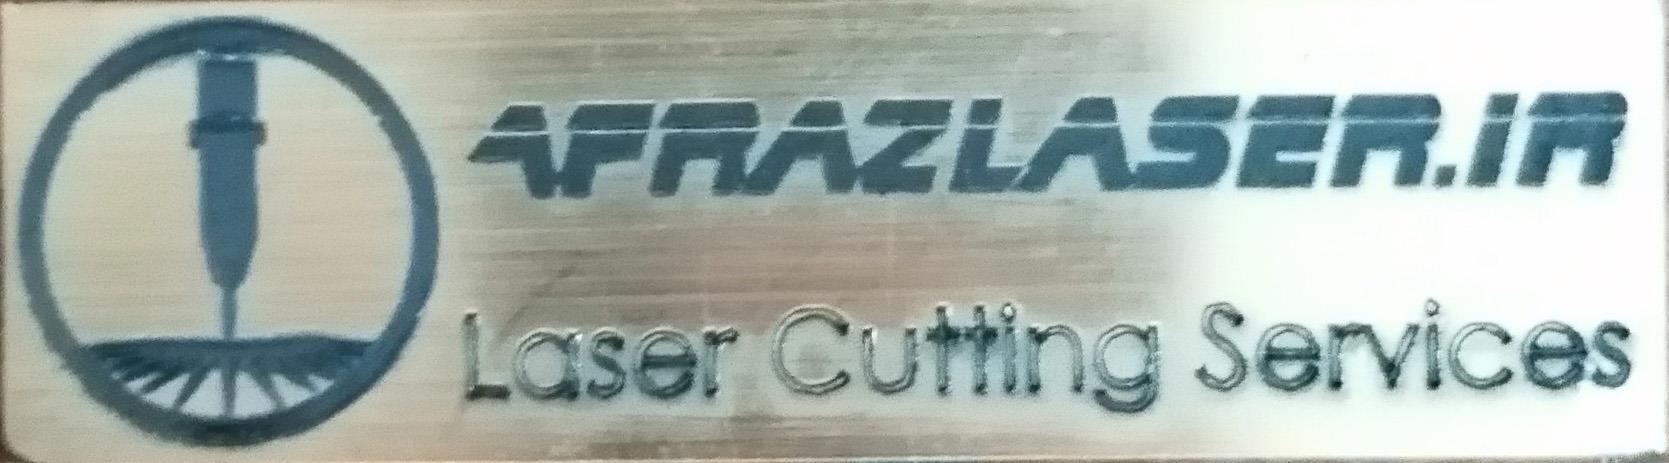 AFRAZLASER.IR
Laser Cutting Services